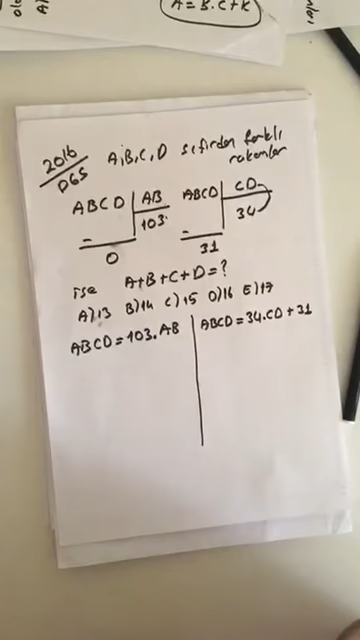 A = B.C+K
2016
DGS
A,B,C,D sıfırdan farklı
rakamlar
ABCD | AB
103
0
ABCD | CD
34
31
ise A+B+C+D=?
A)13 B)14 C)15 D)16 E)17
ABCD = 103.AB
ABCD = 34.CD + 31